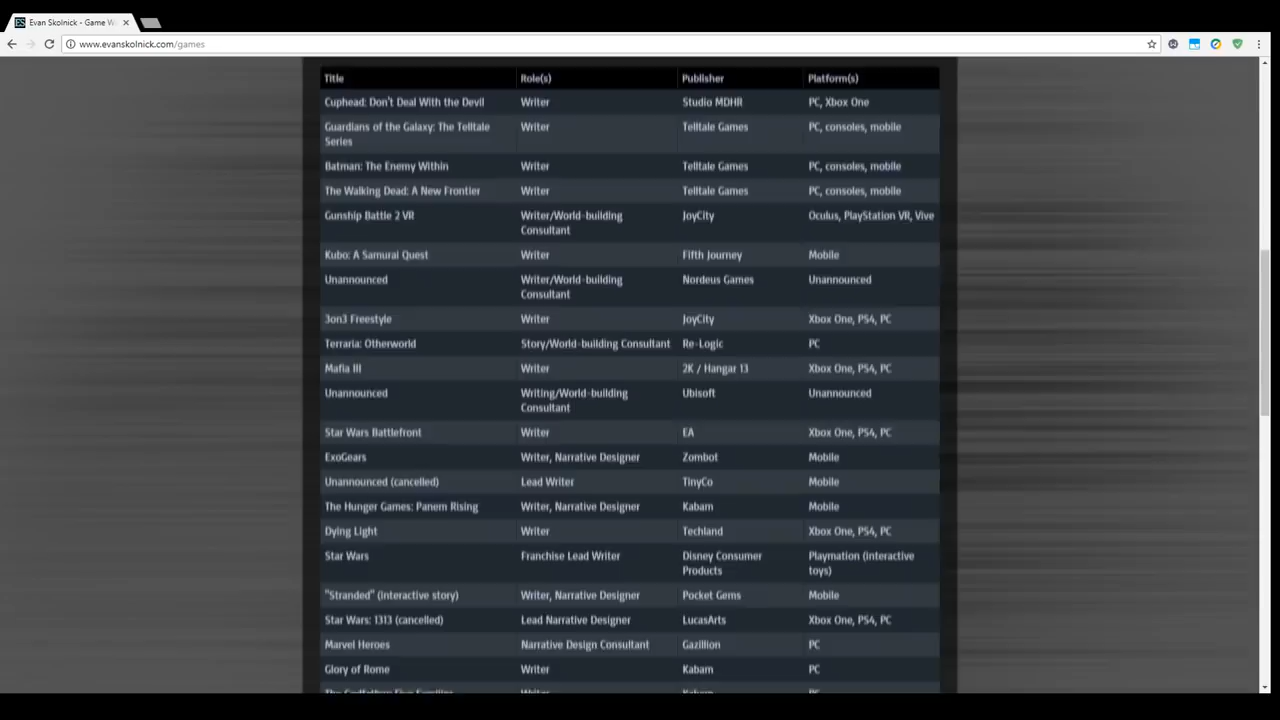 Evan Skolnick - Game W
www.evanskolnick.com/games
Title Role(s) Publisher Platform(s)
Cuphead: Don't Deal With the Devil Writer Studio MDHR PC, Xbox One
Guardians of the Galaxy: The Telltale Writer Telltale Games PC, consoles, mobile
Series
Batman: The Enemy Within Writer Telltale Games PC, consoles, mobile
The Walking Dead: A New Frontier Writer Telltale Games PC, consoles, mobile
Gunship Battle 2 VR Writer/World-building JoyCity Oculus, PlayStation VR, Vive
Consultant
Kubo: A Samurai Quest Writer Fifth Journey Mobile
Unannounced Writer/World-building Nordeus Games Unannounced
Consultant
3on3 Freestyle Writer JoyCity Xbox One, PS4, PC
Terraria: Otherworld Story/World-building Consultant Re-Logic PC
Mafia III Writer 2K / Hangar 13 Xbox One, PS4, PC
Unannounced Writing/World-building Ubisoft Unannounced
Consultant
Star Wars Battlefront Writer EA Xbox One, PS4, PC
ExoGears Writer, Narrative Designer Zombot Mobile
Unannounced (cancelled) Lead Writer TinyCo Mobile
The Hunger Games: Panem Rising Writer, Narrative Designer Kabam Mobile
Dying Light Writer Techland Xbox One, PS4, PC
Star Wars Franchise Lead Writer Disney Consumer Playmation (interactive
Products toys)
"Stranded" (interactive story) Writer, Narrative Designer Pocket Gems Mobile
Star Wars: 1313 (cancelled) Lead Narrative Designer LucasArts Xbox One, PS4, PC
Marvel Heroes Narrative Design Consultant Gazillion PC
Glory of Rome Writer Kabam PC
The Godfather: Five Families Writer Kabam PC